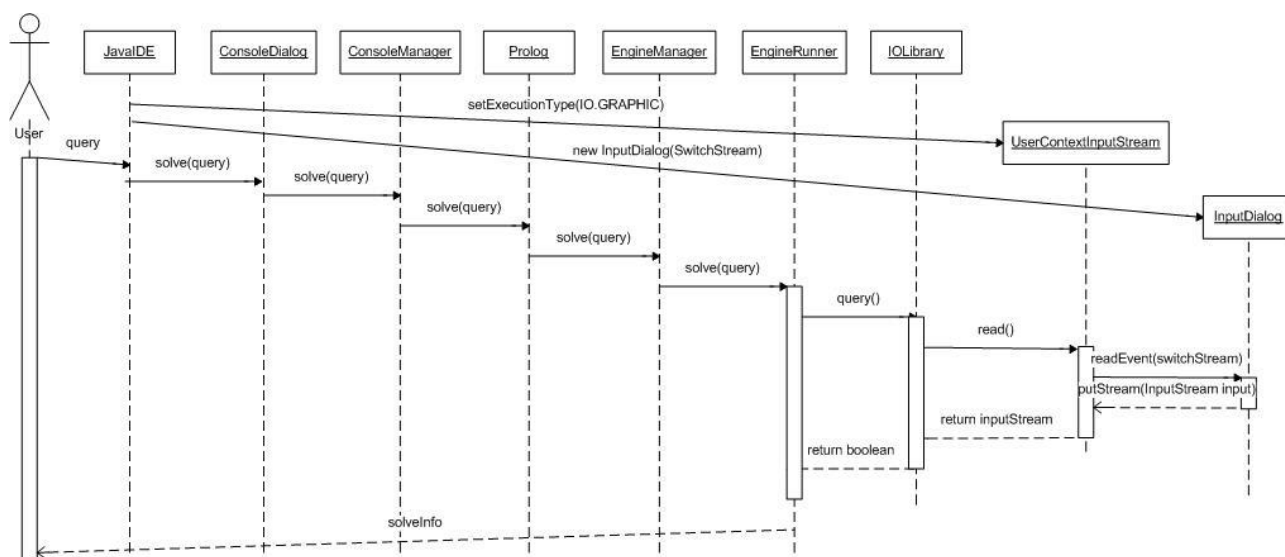 JavaIDE
ConsoleDialog
ConsoleManager
Prolog
EngineManager
EngineRunner
IOLibrary
setExecutionType(IO.GRAPHIC)
User
UserContextInputStream
query
new InputDialog(SwitchStream)
solve(query)
solve(query)
InputDialog
solve(query)
solve(query)
solve(query)
query()
read()
readEvent(switchStream)
putStream(InputStream input)
return inputStream
return boolean
solveInfo